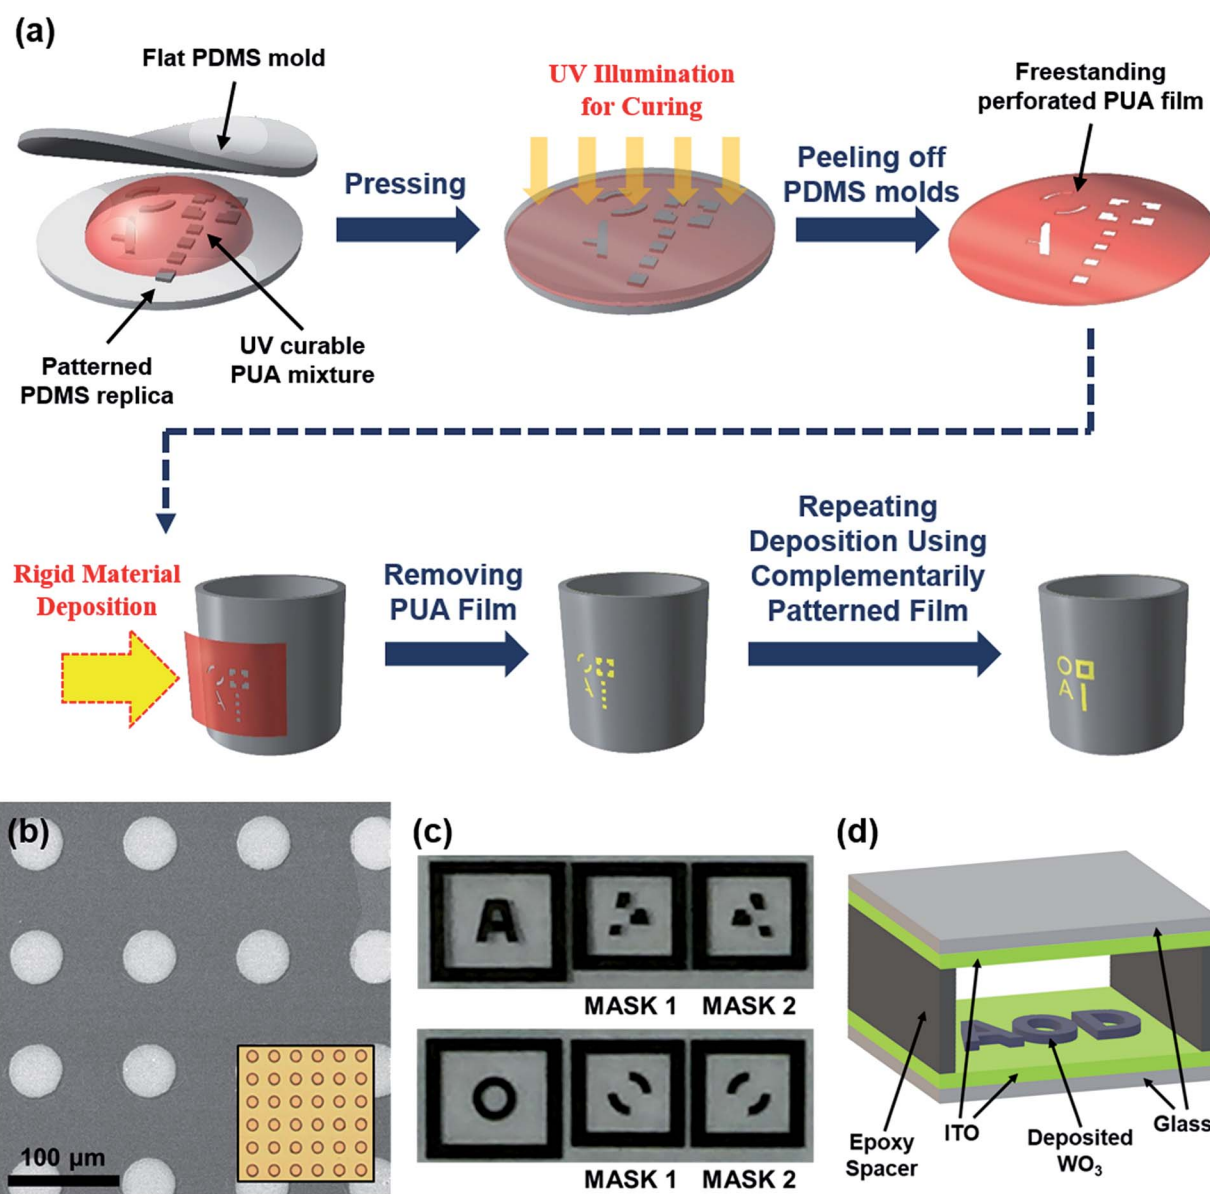 (a)
Flat PDMS mold
Pressing
UV Illumination
for Curing
Peeling off
PDMS molds
Freestanding
perforated PUA film
Patterned
PDMS replica
UV curable
PUA mixture
Rigid Material
Deposition
Removing
PUA Film
Repeating
Deposition Using
Complementarily
Patterned Film
O
A
(b)
100 µm
(c)
A
MASK 1 MASK 2
O
MASK 1 MASK 2
(d)
AOD
Epoxy
Spacer
ITO
Deposited
WO₃
Glass